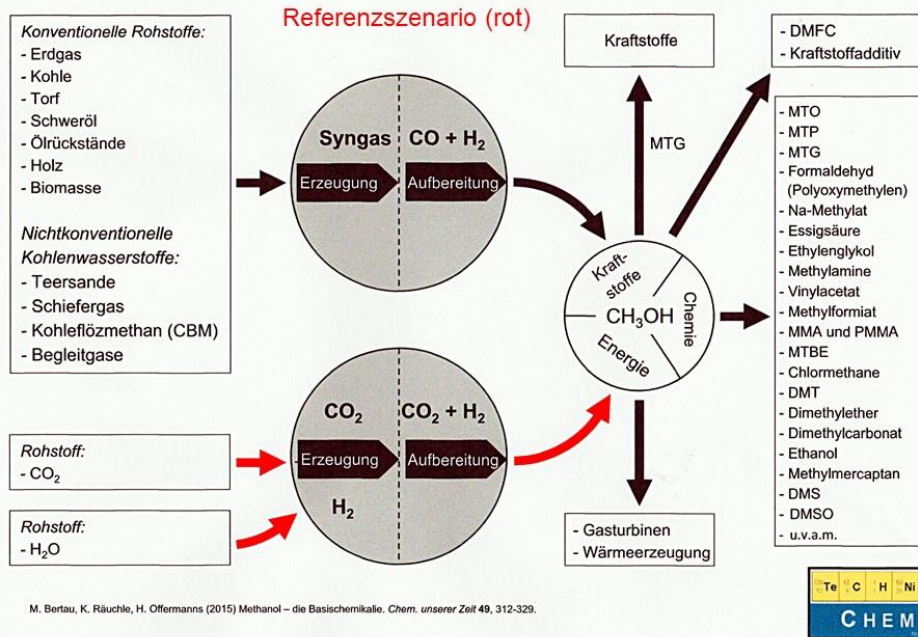 Referenzszenario (rot)
Konventionelle Rohstoffe:
- Erdgas
- Kohle
- Torf
- Schweröl
- Ölrückstände
- Holz
- Biomasse
Nichtkonventionelle
Kohlenwasserstoffe:
- Teersande
- Schiefergas
- Kohleflözmethan (CBM)
- Begleitgase
Syngas
CO + H₂
Erzeugung
Aufbereitung
Rohstoff:
- CO₂
Rohstoff:
- H₂O
CO₂
CO₂ + H₂
Erzeugung
Aufbereitung
H₂
Kraftstoffe
MTG
- DMFC
- Kraftstoffadditiv
Kraft-
stoffe
Chemie
CH₃OH
Energie
- MTO
- MTP
- MTG
- Formaldehyd
(Polyoxymethylen)
- Na-Methylat
- Essigsäure
- Ethylenglykol
- Methylamine
- Vinylacetat
- Methylformiat
- MMA und PMMA
- MTBE
- Chlormethane
- DMT
- Dimethylether
- Dimethylcarbonat
- Ethanol
- Methylmercaptan
- DMS
- DMSO
- u.v.a.m.
- Gasturbinen
- Wärmeerzeugung
M. Bertau, K. Räuchle, H. Offermanns (2015) Methanol – die Basischemikalie. Chem. unserer Zeit 49, 312-329.
Te C H Ni
CHEM